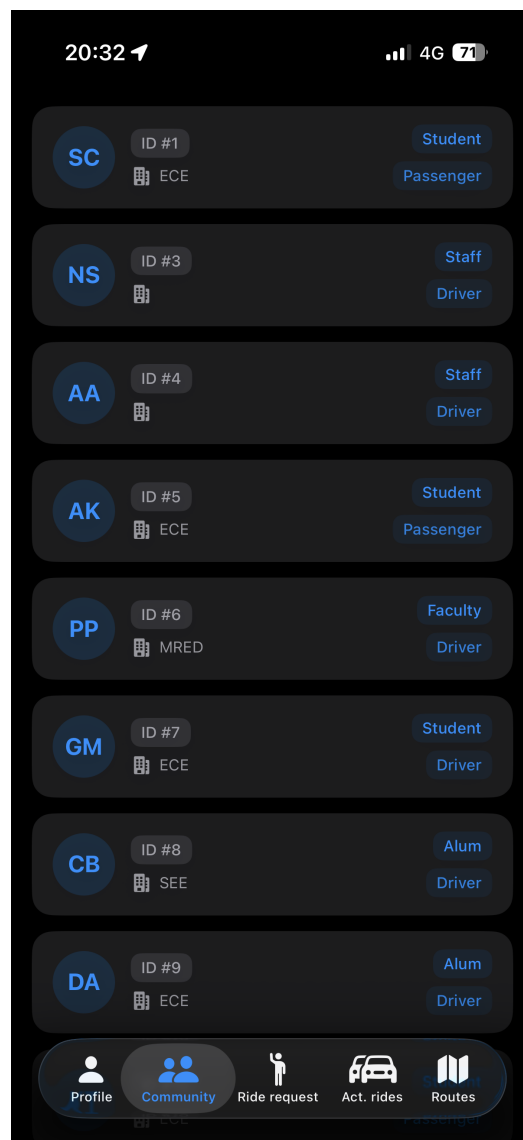 20:32 4G 71
SC ID #1 Student
ECE Passenger
NS ID #3 Staff
Driver
AA ID #4 Staff
Driver
AK ID #5 Student
ECE Passenger
PP ID #6 Faculty
MRED Driver
GM ID #7 Student
ECE Driver
CB ID #8 Alum
SEE Driver
DA ID #9 Alum
ECE Driver
Profile Community Ride request Act. rides Routes
ECE Passenger